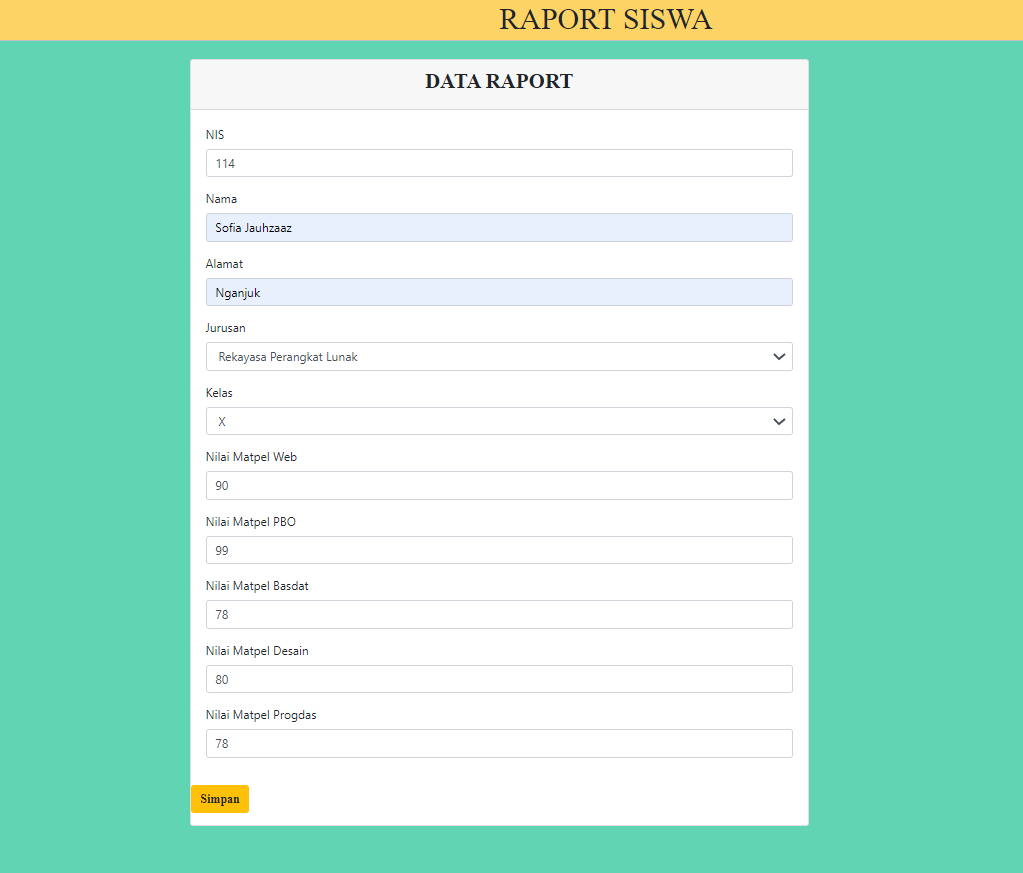 RAPORT SISWA
DATA RAPORT
NIS
114
Nama
Sofia Jauhzaaz
Alamat
Nganjuk
Jurusan
Rekayasa Perangkat Lunak
Kelas
X
Nilai Matpel Web
90
Nilai Matpel PBO
99
Nilai Matpel Basdat
78
Nilai Matpel Desain
80
Nilai Matpel Progdas
78
Simpan